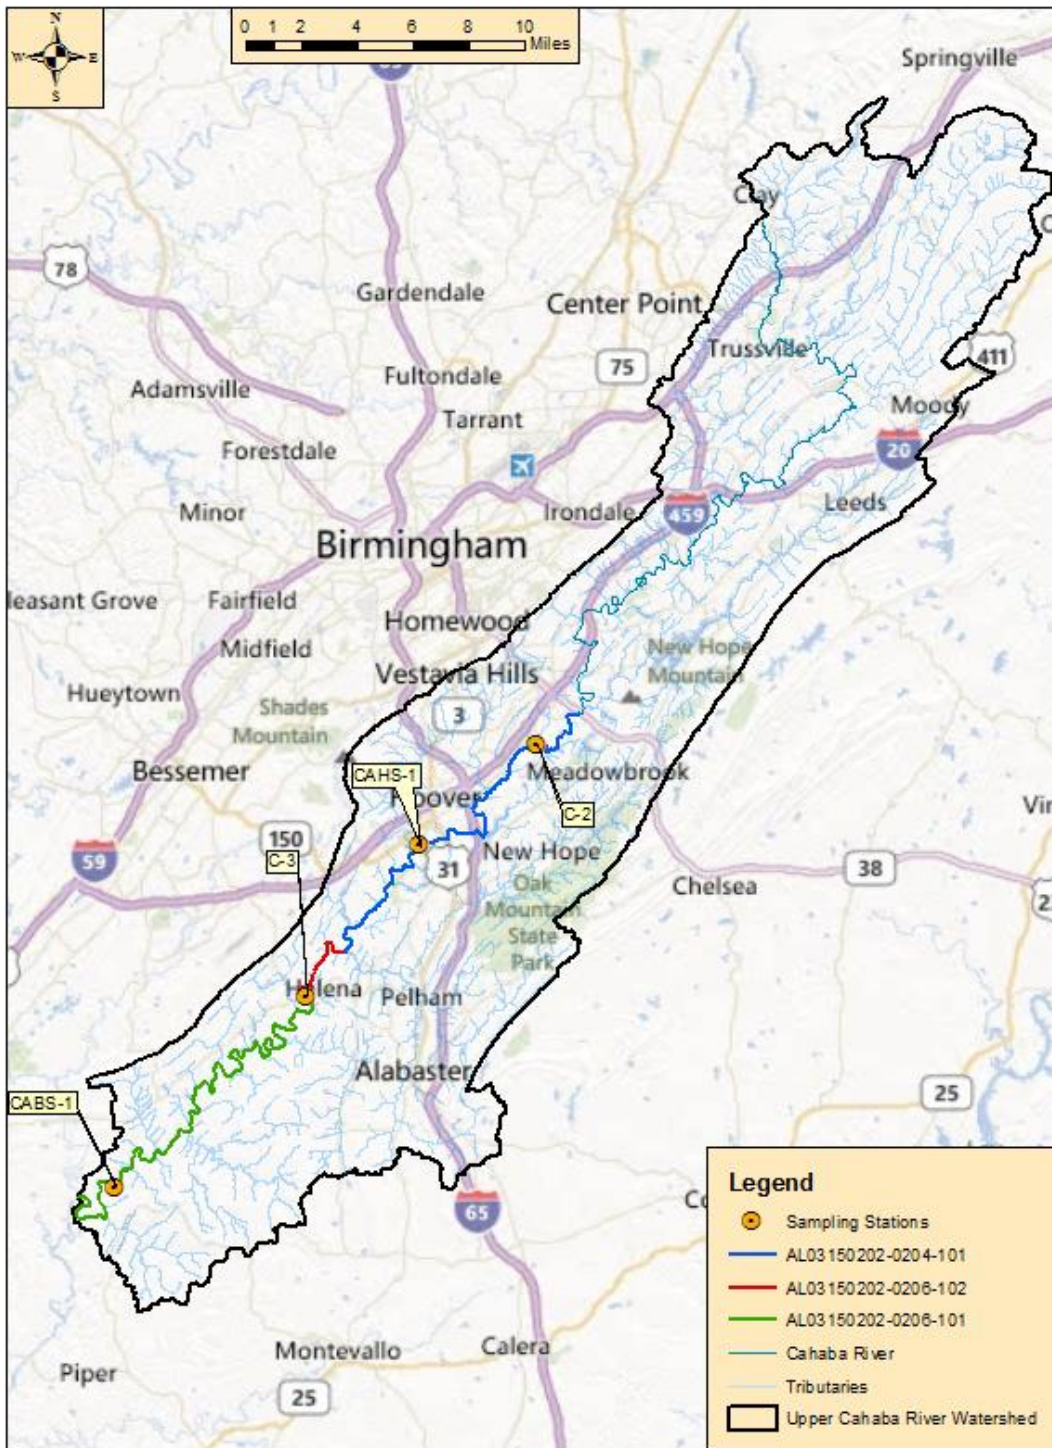 N
W E
S
0 1 2 4 6 8 10
Miles
Springville
Clay
78
Gardendale
Center Point
Trussville
411
75
Adamsville
Fultondale
Moody
Tarrant
Forestdale
20
Minor
Irondale
459
Leeds
Birmingham
leasant Grove
Fairfield
Homewood
Midfield
New Hope
Mountain
Hueytown
Vestavia Hills
Shades
Mountain
3
Bessemer
CAHS-1
Meadowbrook
Hoover
Vin
C-2
150
C-3
59
31
New Hope
38
Chelsea
Oak
Mountain
State
Park
Helena
Pelham
Alabaster
25
CABS-1
65
Co
Legend
Sampling Stations
AL03150202-0204-101
AL03150202-0206-102
AL03150202-0206-101
Cahaba River
Tributaries
Upper Cahaba River Watershed
Piper
Montevallo
Calera
25